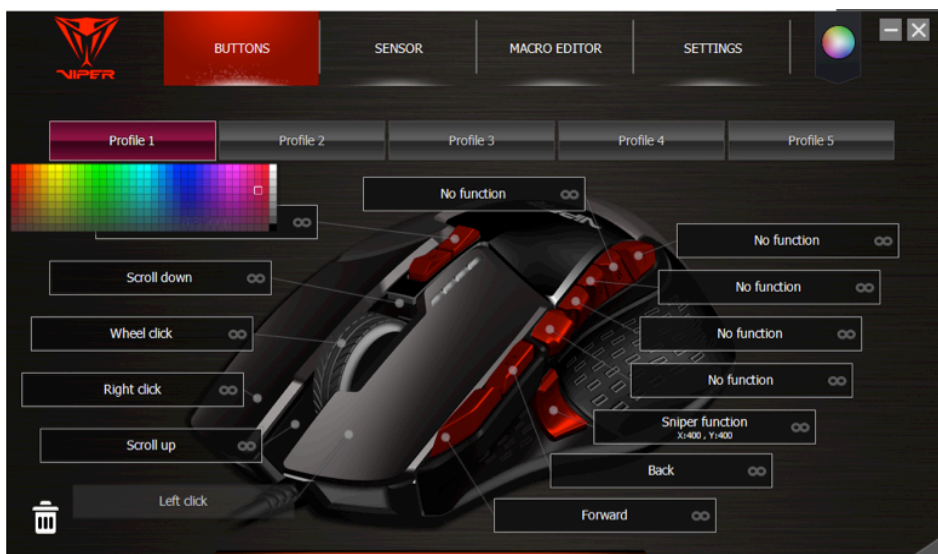 VIPER
BUTTONS
SENSOR
MACRO EDITOR
SETTINGS
Profile 1
Profile 2
Profile 3
Profile 4
Profile 5
No function
No function
Scroll down
No function
Wheel click
No function
Right click
No function
Sniper function
X:400 , Y:400
Scroll up
Back
Left click
Forward